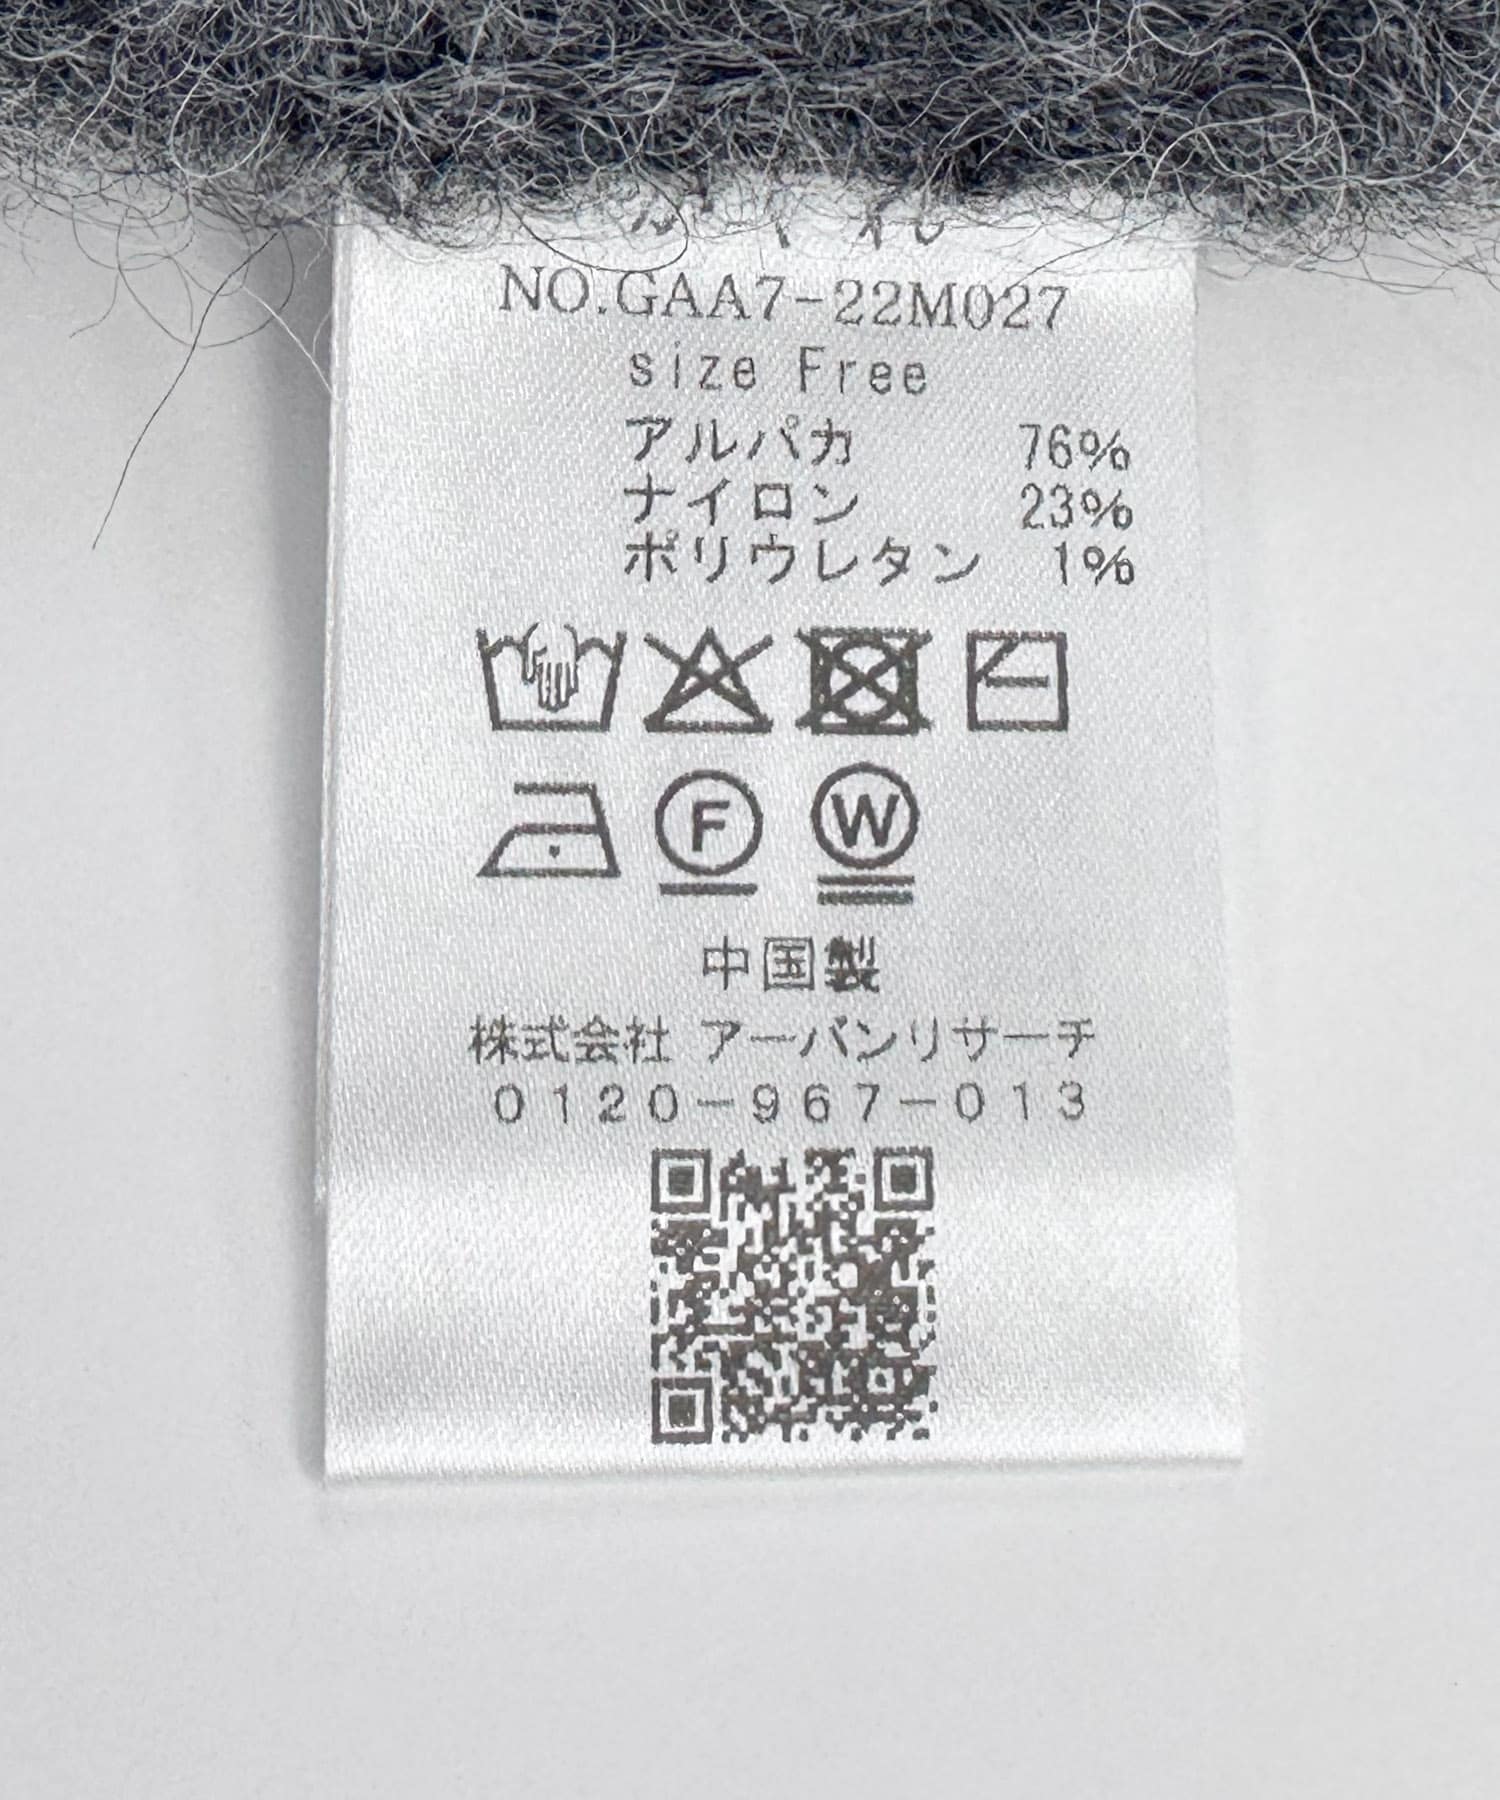 NO.GAA7-22M027
size Free
アルパカ 76%
ナイロン 23%
ポリウレタン 1%
F W
中国製
株式会社 アーバンリサーチ
0120-967-013